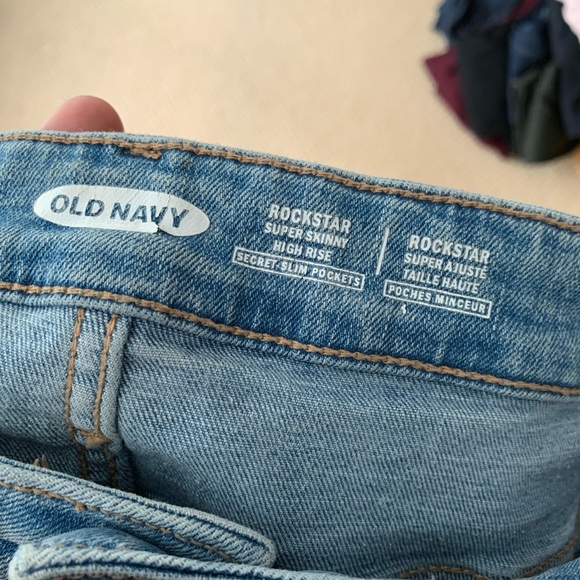 OLD NAVY
ROCKSTAR
SUPER SKINNY
HIGH RISE
SECRET-SLIM POCKETS
ROCKSTAR
SUPER AJUSTÉ
TAILLE HAUTE
POCHES MINCEUR